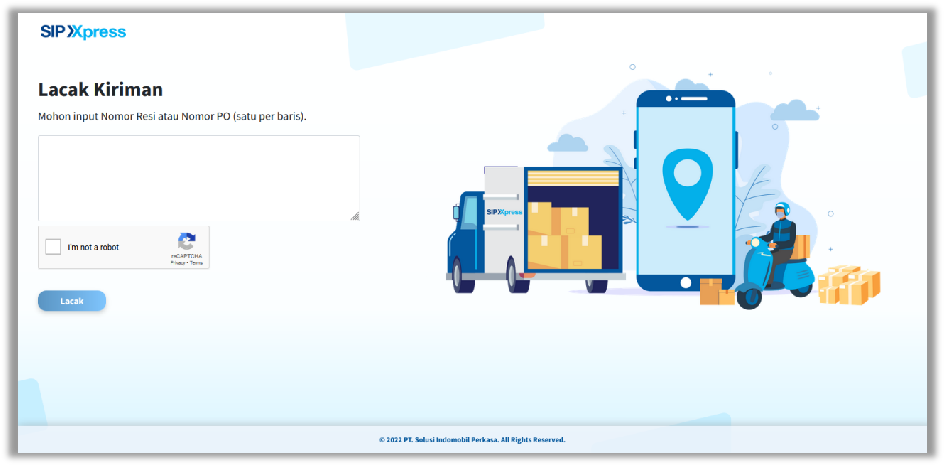 SIPXpress
Lacak Kiriman
Mohon input Nomor Resi atau Nomor PO (satu per baris).
SIPXpress
I'm not a robot
reCAPTCHA
Privacy - Terms
Lacak
© 2022 PT. Solusi Indomobil Perkasa. All Rights Reserved.